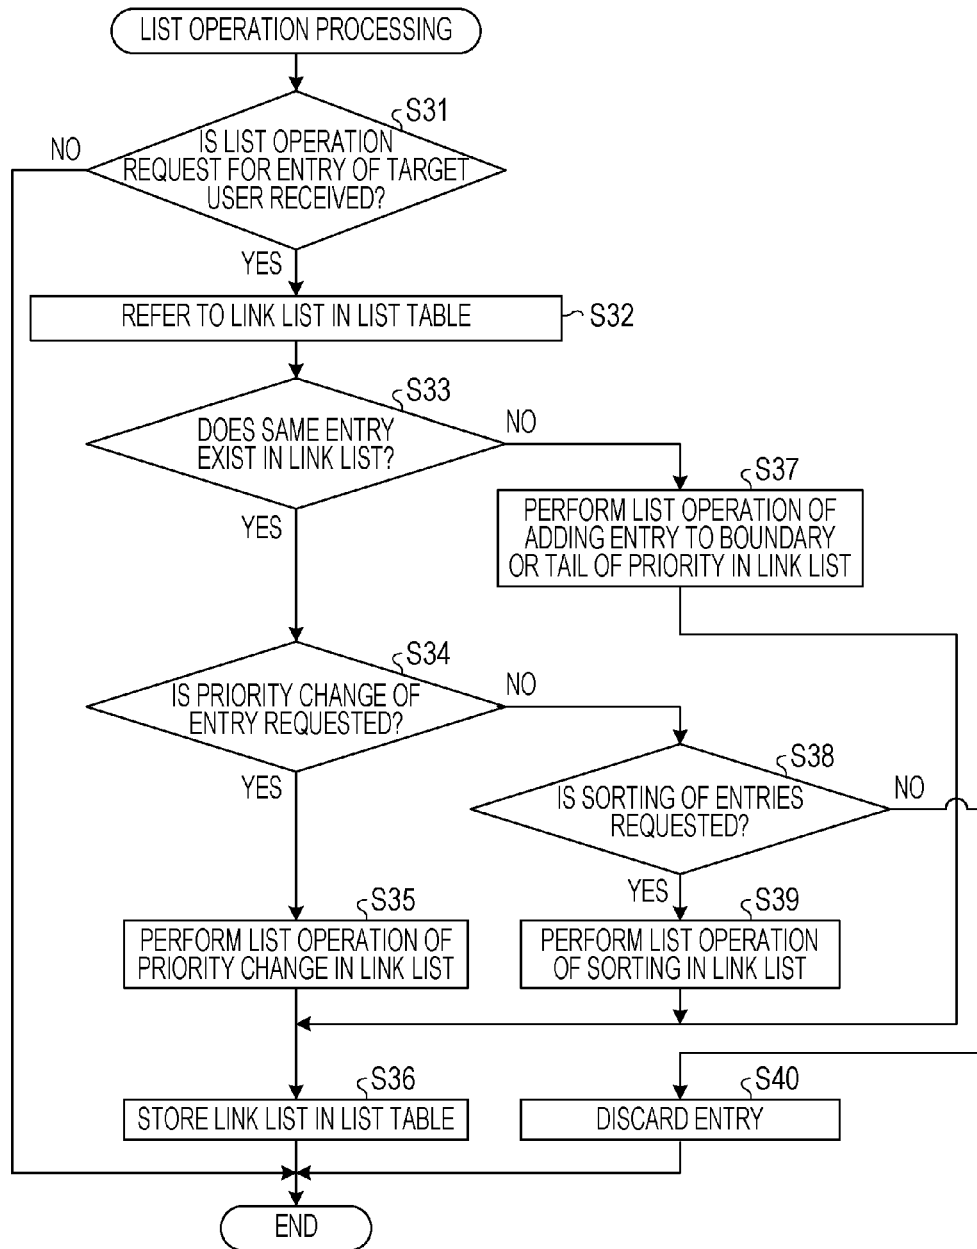 LIST OPERATION PROCESSING
S31
IS LIST OPERATION
REQUEST FOR ENTRY OF TARGET
USER RECEIVED?
NO
YES
REFER TO LINK LIST IN LIST TABLE
S32
S33
DOES SAME ENTRY
EXIST IN LINK LIST?
NO
YES
S37
PERFORM LIST OPERATION OF
ADDING ENTRY TO BOUNDARY
OR TAIL OF PRIORITY IN LINK LIST
S34
IS PRIORITY CHANGE OF
ENTRY REQUESTED?
NO
YES
S38
IS SORTING OF ENTRIES
REQUESTED?
NO
YES
S35
PERFORM LIST OPERATION OF
PRIORITY CHANGE IN LINK LIST
S39
PERFORM LIST OPERATION
OF SORTING IN LINK LIST
S36
STORE LINK LIST IN LIST TABLE
S40
DISCARD ENTRY
END